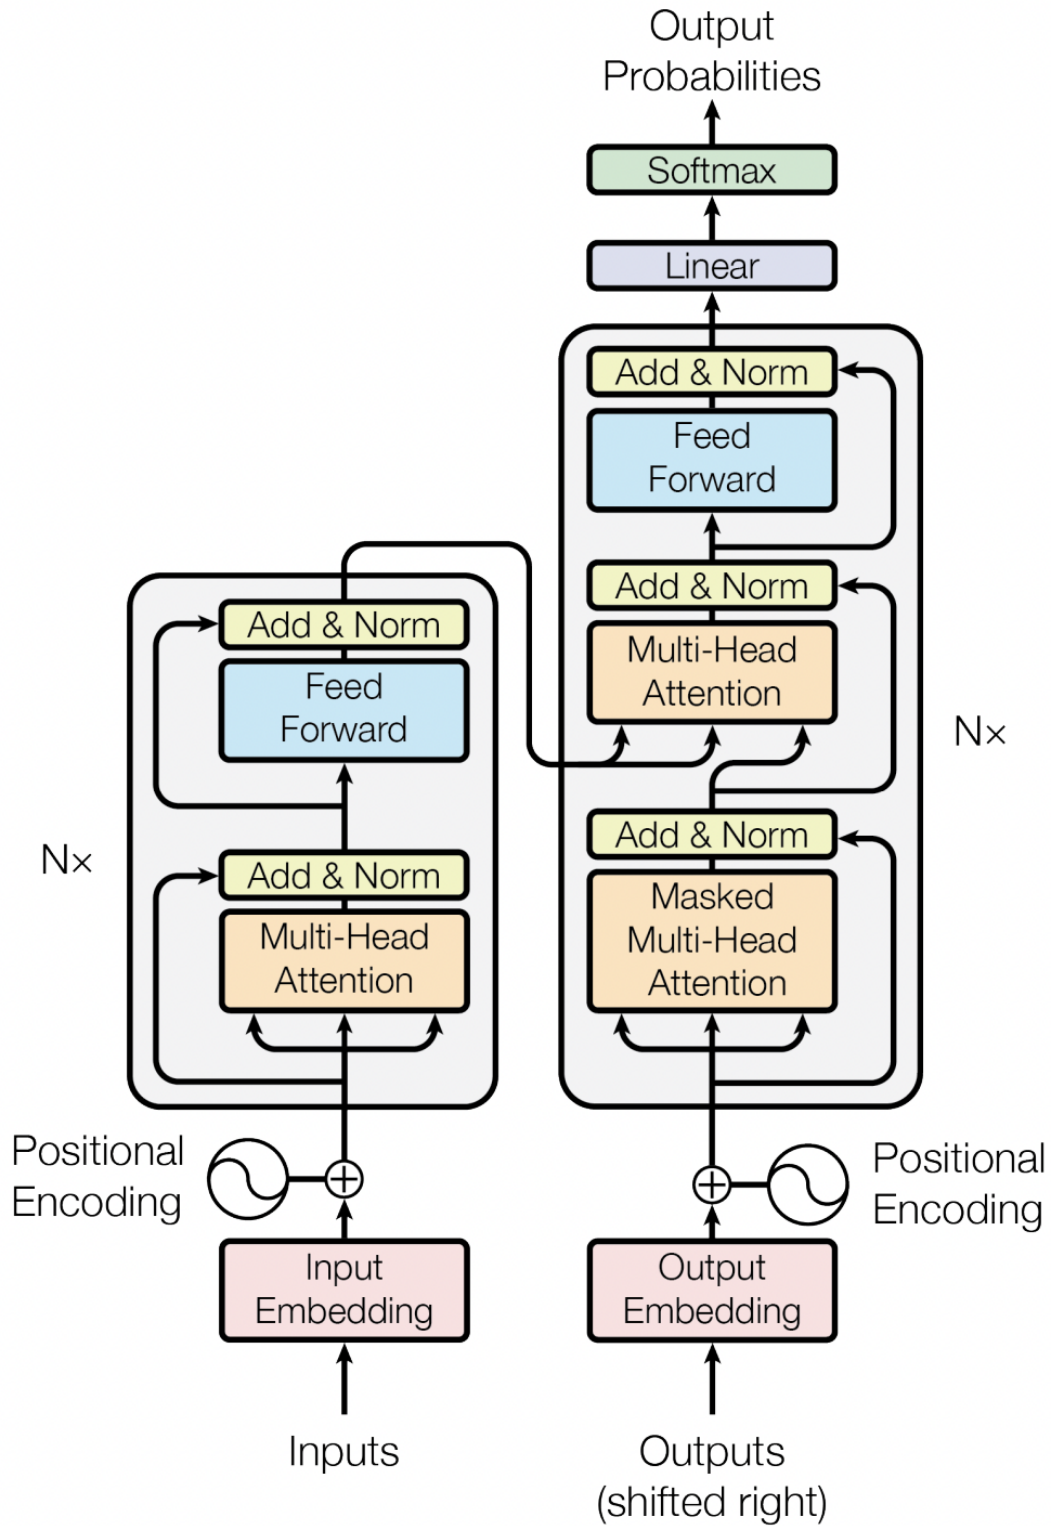 Output
Probabilities
Softmax
Linear
Add & Norm
Feed
Forward
Add & Norm
Multi-Head
Attention
Add & Norm
Masked
Multi-Head
Attention
N×
Add & Norm
Feed
Forward
Add & Norm
Multi-Head
Attention
N×
Positional
Encoding
Positional
Encoding
Input
Embedding
Output
Embedding
Inputs
Outputs
(shifted right)